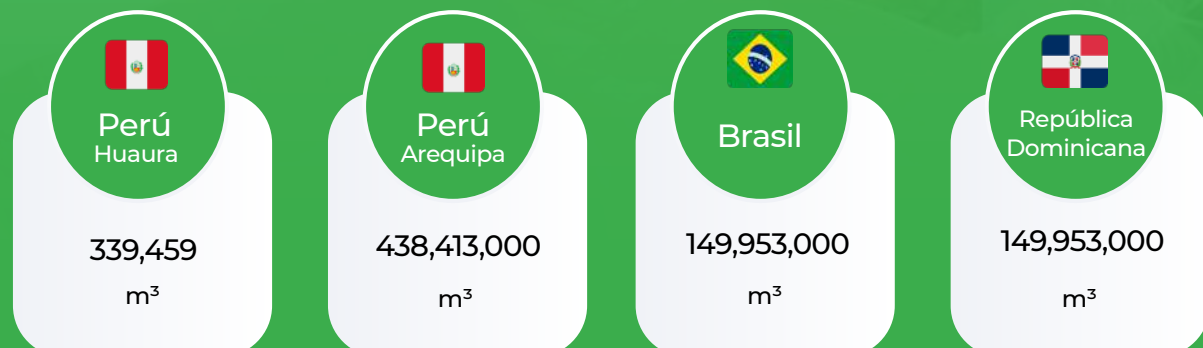 Perú
Huaura
339,459
m³
Perú
Arequipa
438,413,000
m³
Brasil
149,953,000
m³
República
Dominicana
149,953,000
m³